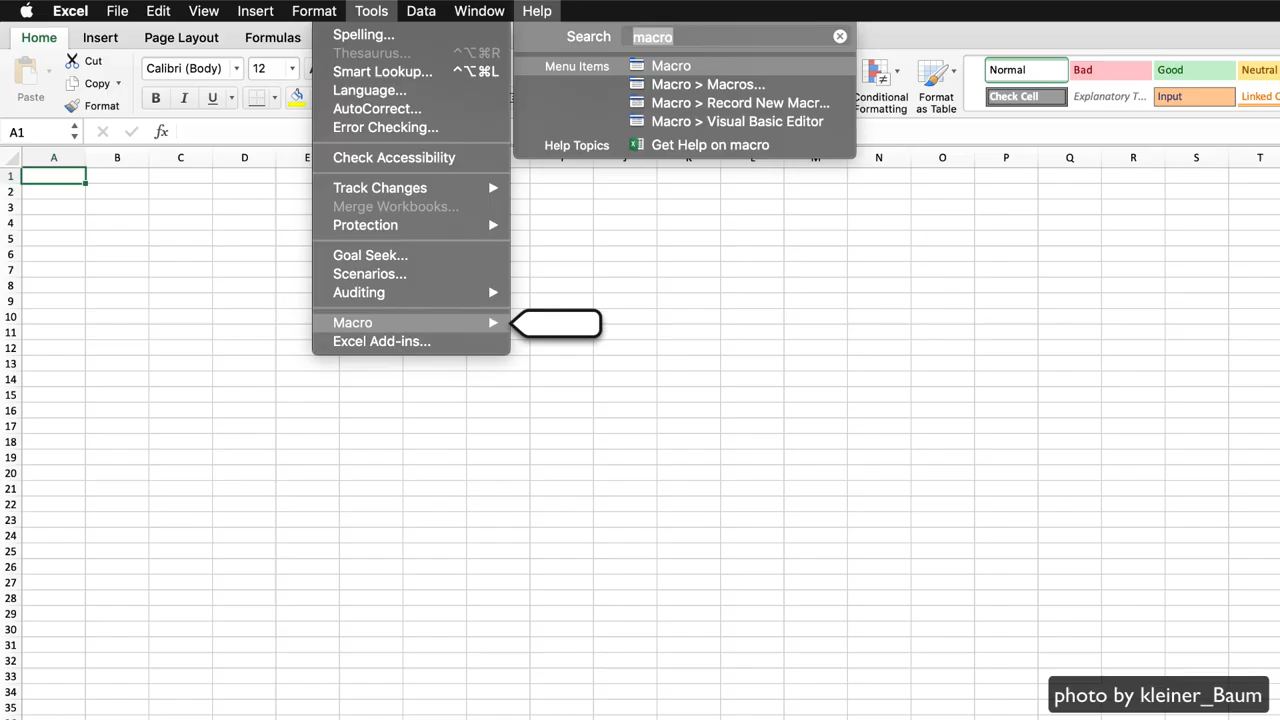 Excel File Edit View Insert Format Tools Data Window Help
Home Insert Page Layout Formulas
Paste
Cut
Copy
Format
Calibri (Body) 12
B I U
Conditional Formatting
Format as Table
Normal Bad Good Neutral
Check Cell Explanatory T... Input Linked C
A1 fx
Spelling...
Thesaurus... ^⌥⌘R
Smart Lookup... ^⌥⌘L
Language...
AutoCorrect...
Error Checking...
Check Accessibility
Track Changes
Merge Workbooks...
Protection
Goal Seek...
Scenarios...
Auditing
Macro
Excel Add-ins...
Search macro
Menu Items Macro
Macro > Macros...
Macro > Record New Macr...
Macro > Visual Basic Editor
Help Topics Get Help on macro
A B C D E N O P Q R S T
1
2
3
4
5
6
7
8
9
10
11
12
13
14
15
16
17
18
19
20
21
22
23
24
25
26
27
28
29
30
31
32
33
34
35
photo by kleiner_Baum